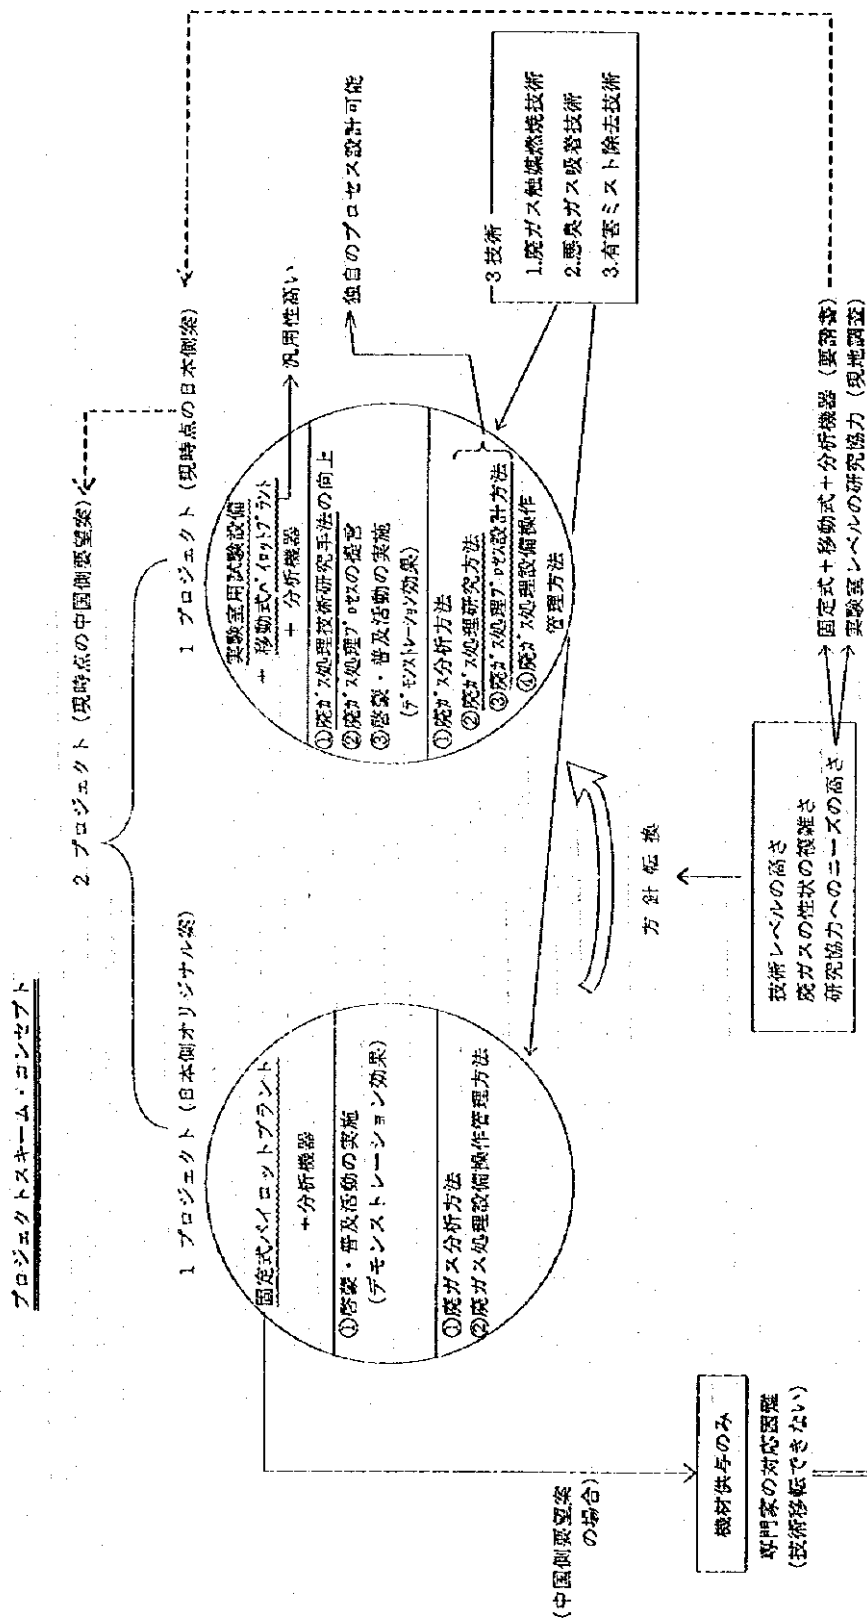 プロジェクトスキーム・コンセプト
2 プロジェクト (現時点の中国側要望案)
1 プロジェクト (日本側オリジナル案)
固定式パイロットプラント
+分析機器
①啓蒙・普及活動の実施
(デモンストレーション効果)
①廃ガス分析方法
②廃ガス処理設備操作管理方法
1 プロジェクト (現時点の日本側案)
実験室用試験設備
+ 移動式パイロットプラント
+ 分析機器
汎用性高い
①廃ガス処理技術研究手法の向上
②廃ガス処理プロセスの提言
③啓蒙・普及活動の実施
(デモンストレーション効果)
①廃ガス分析方法
②廃ガス処理研究方法
③廃ガス処理プロセス設計方法
④廃ガス処理設備操作
管理方法
独自のプロセス設計可能
3技術
1.廃ガス触媒燃焼技術
2.悪臭ガス吸着技術
3.有害ミスト除去技術
方針転換
(中国側要望案
の場合)
機材供与のみ
専門家の対応困難
(技術移転できない)
技術レベルの高さ
廃ガスの性状の複雑さ
研究協力へのニーズの高さ
固定式+移動式+分析機器 (要請書)
実験室レベルの研究協力 (現地調査)